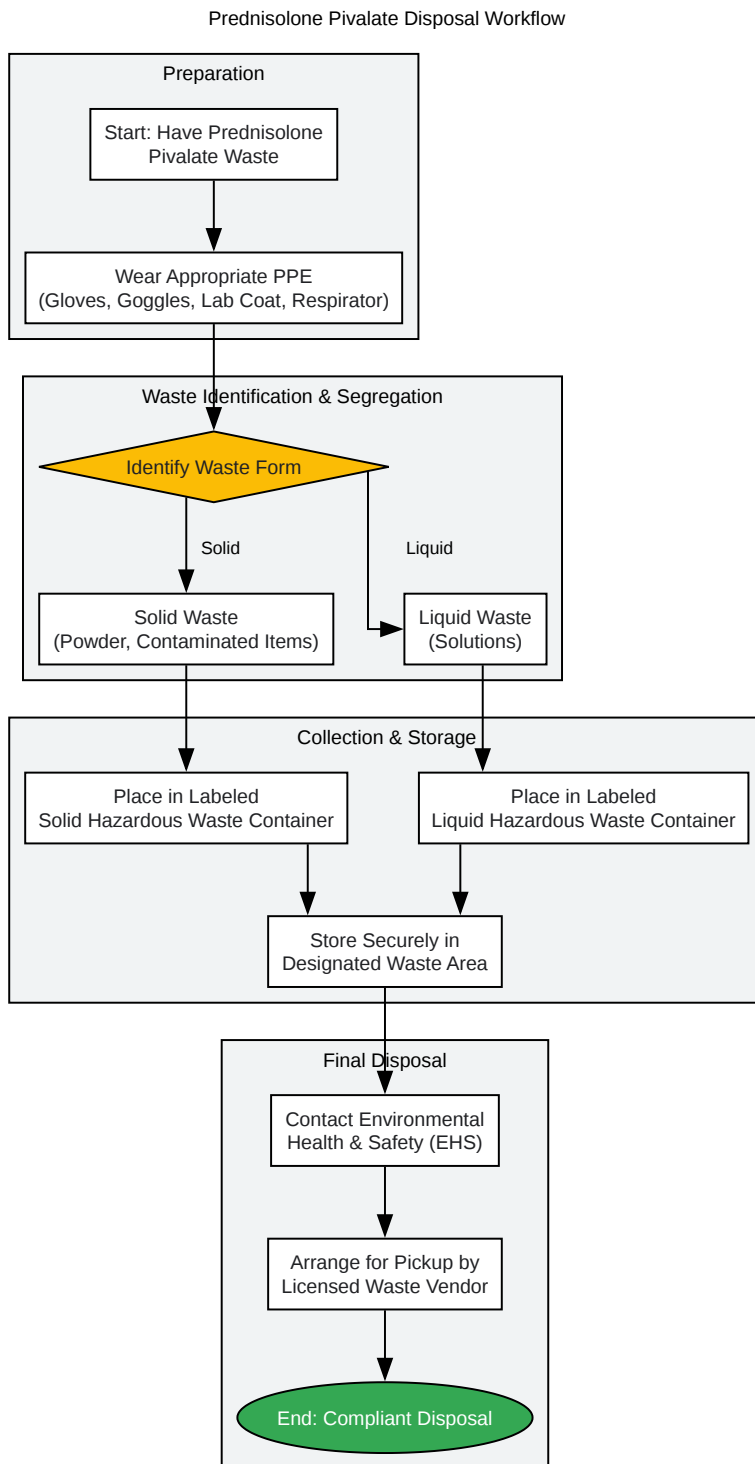 Prednisolone Pivalate Disposal Workflow
Preparation
Start: Have Prednisolone
Pivalate Waste
Wear Appropriate PPE
(Gloves, Goggles, Lab Coat, Respirator)
Waste Identification & Segregation
Identify Waste Form
Solid
Liquid
Solid Waste
(Powder, Contaminated Items)
Liquid Waste
(Solutions)
Collection & Storage
Place in Labeled
Solid Hazardous Waste Container
Place in Labeled
Liquid Hazardous Waste Container
Store Securely in
Designated Waste Area
Final Disposal
Contact Environmental
Health & Safety (EHS)
Arrange for Pickup by
Licensed Waste Vendor
End: Compliant Disposal